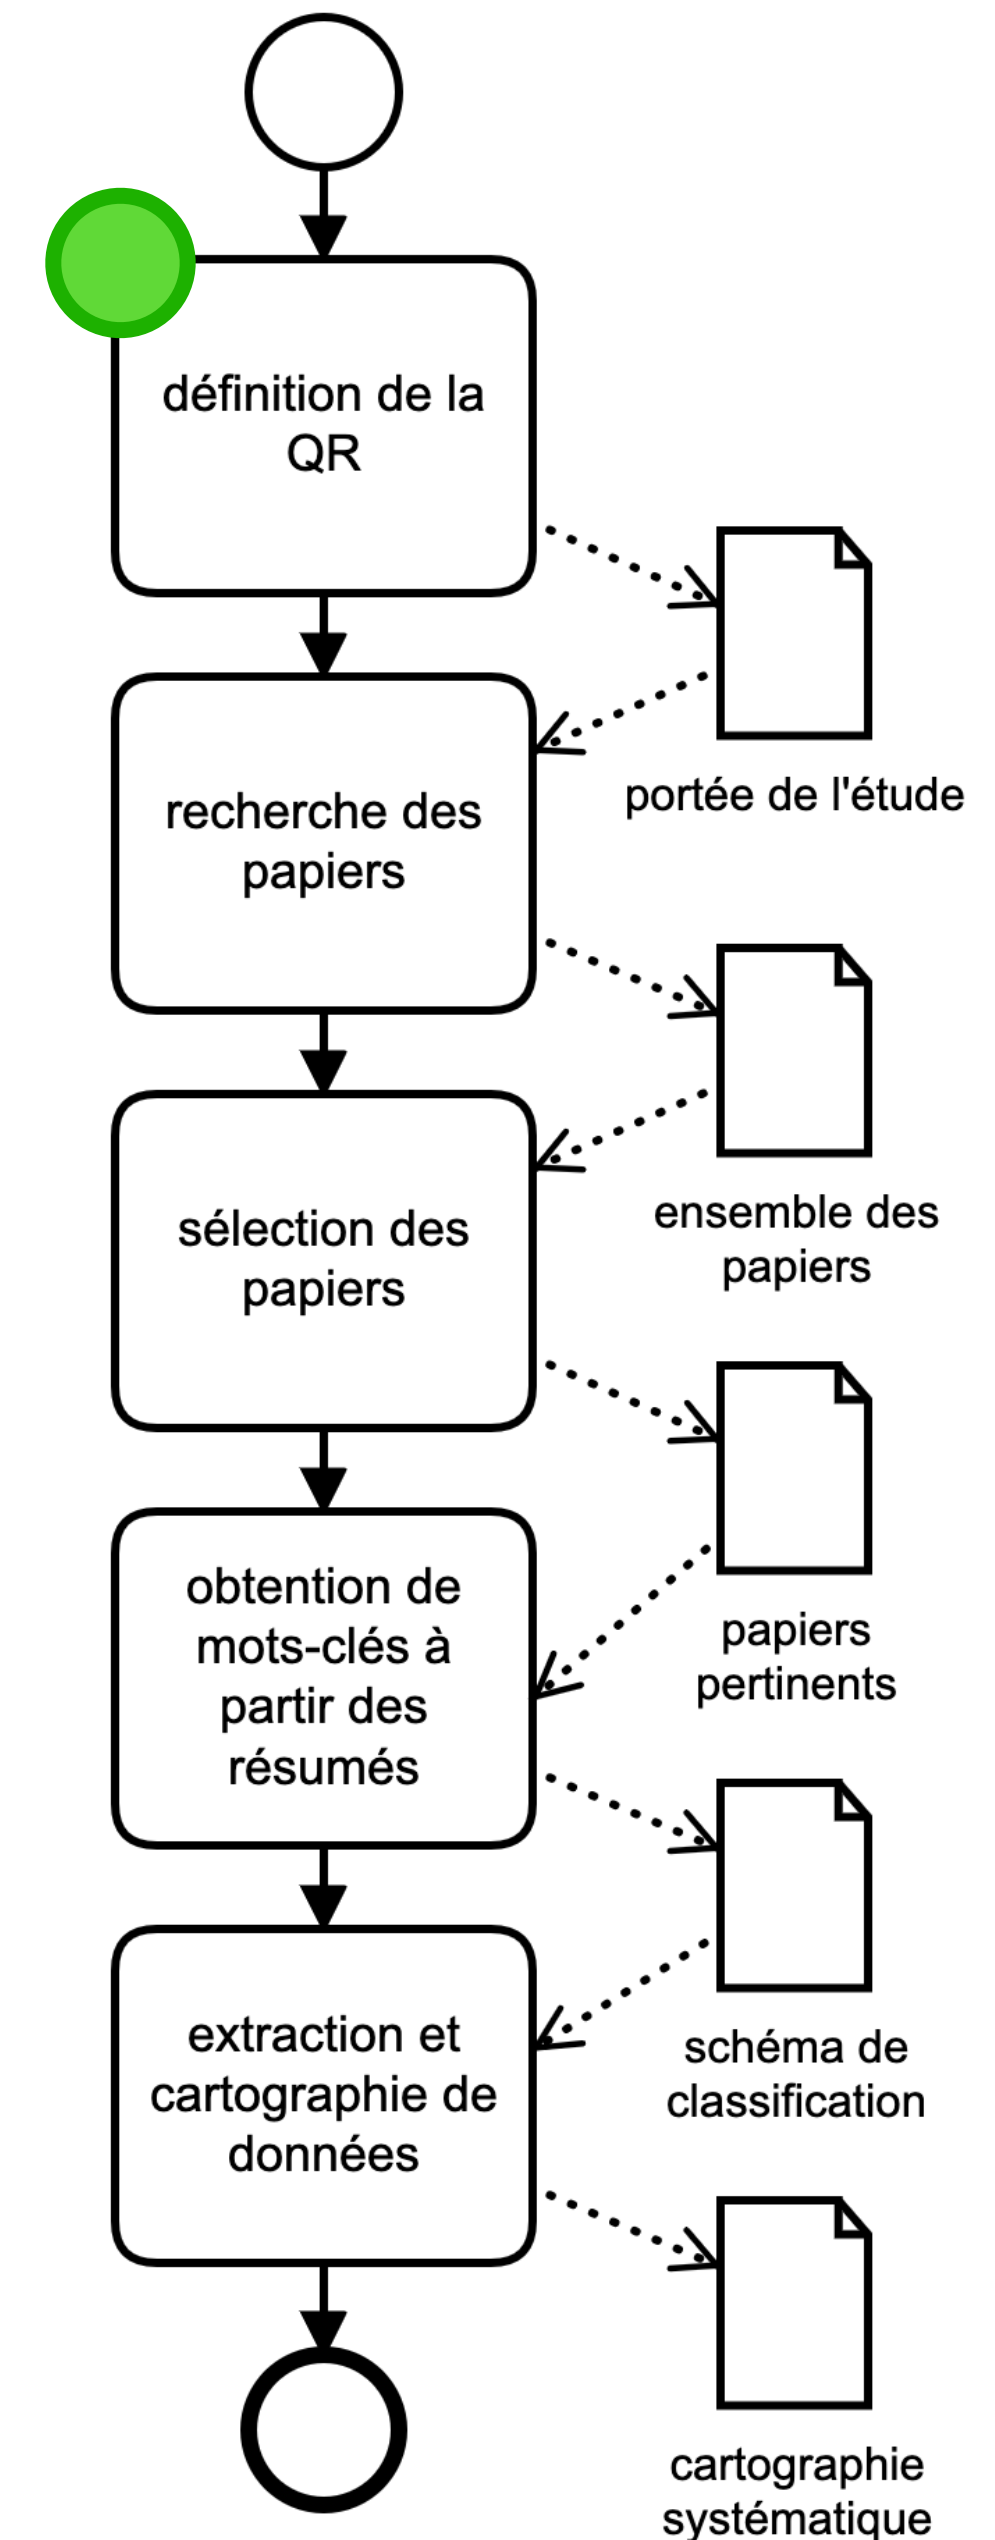 définition de la
QR
portée de l'étude
recherche des
papiers
ensemble des
papiers
sélection des
papiers
papiers
pertinents
obtention de
mots-clés à
partir des
résumés
schéma de
classification
extraction et
cartographie de
données
cartographie
systématique